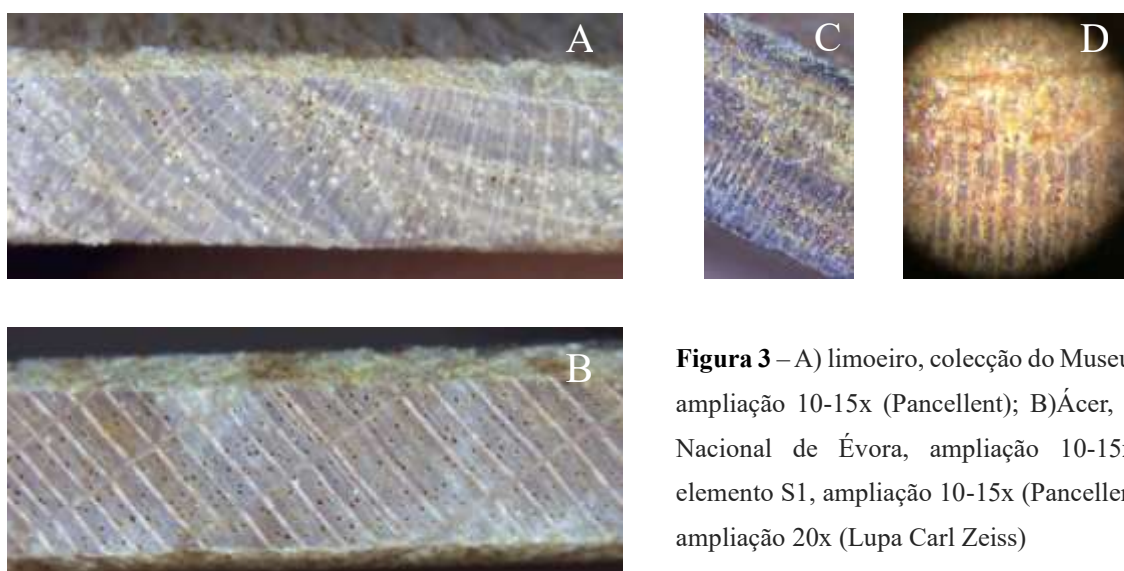 A
C
D
B
Figura 3 – A) limoeiro, colecção do Museu
ampliação 10-15x (Pancellent); B)Ácer,
Nacional de Évora, ampliação 10-15x
elemento S1, ampliação 10-15x (Pancellent
ampliação 20x (Lupa Carl Zeiss)